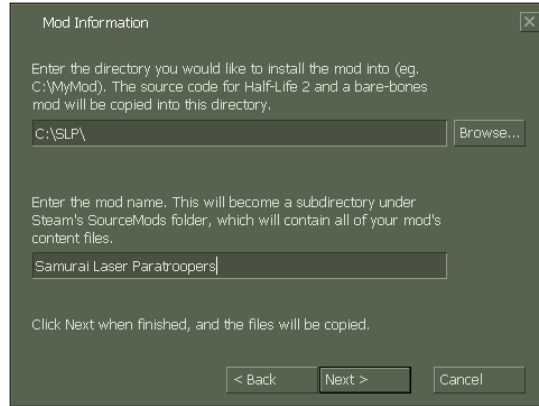 Mod Information
Enter the directory you would like to install the mod into (eg.
C:\MyMod). The source code for Half-Life 2 and a bare-bones
mod will be copied into this directory.
C:\SLP\
Browse...
Enter the mod name. This will become a subdirectory under
Steam's SourceMods folder, which will contain all of your mod's
content files.
Samurai Laser Paratroopers
Click Next when finished, and the files will be copied.
< Back
Next >
Cancel